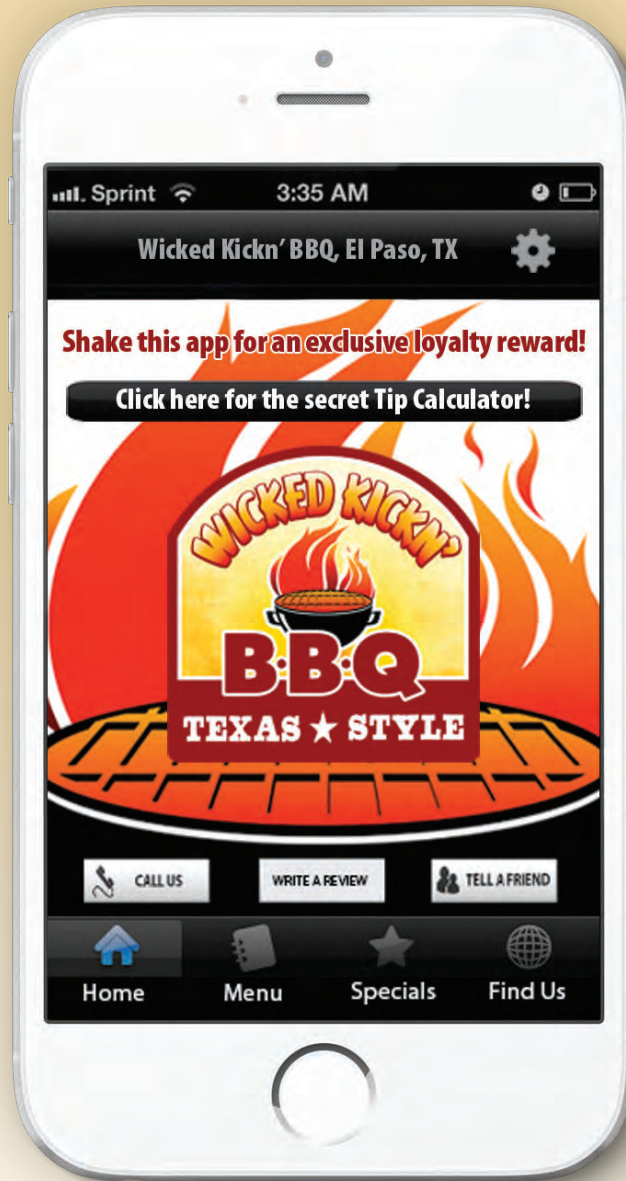 Sprint 3:35 AM
Wicked Kickn' BBQ, El Paso, TX
Shake this app for an exclusive loyalty reward!
Click here for the secret Tip Calculator!
WICKED KICKN'
B·B·Q
TEXAS ★ STYLE
CALL US WRITE A REVIEW TELL A FRIEND
Home Menu Specials Find Us